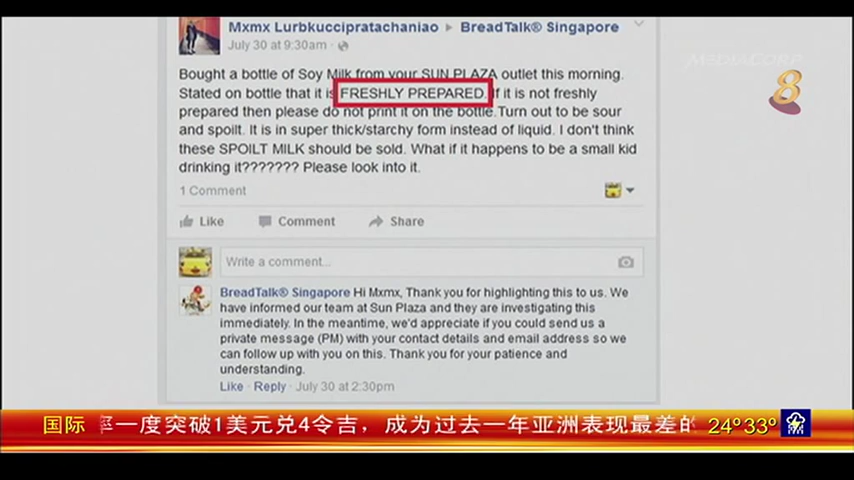 Mxmx Lurbkuccipratachaniao ▸ BreadTalk® Singapore
July 30 at 9:30am ·
MEDIACORP
8
Bought a bottle of Soy Milk from your SUN PLAZA outlet this morning.
Stated on bottle that it is FRESHLY PREPARED. If it is not freshly
prepared then please do not print it on the bottle.Turn out to be sour
and spoilt. It is in super thick/starchy form instead of liquid. I don't think
these SPOILT MILK should be sold. What if it happens to be a small kid
drinking it??????? Please look into it.
1 Comment
Like Comment Share
Write a comment...
BreadTalk® Singapore Hi Mxmx, Thank you for highlighting this to us. We
have informed our team at Sun Plaza and they are investigating this
immediately. In the meantime, we'd appreciate if you could send us a
private message (PM) with your contact details and email address so we
can follow up with you on this. Thank you for your patience and
understanding.
Like · Reply · July 30 at 2:30pm
国际 一度突破1美元兑4令吉，成为过去一年亚洲表现最差的 24°33°